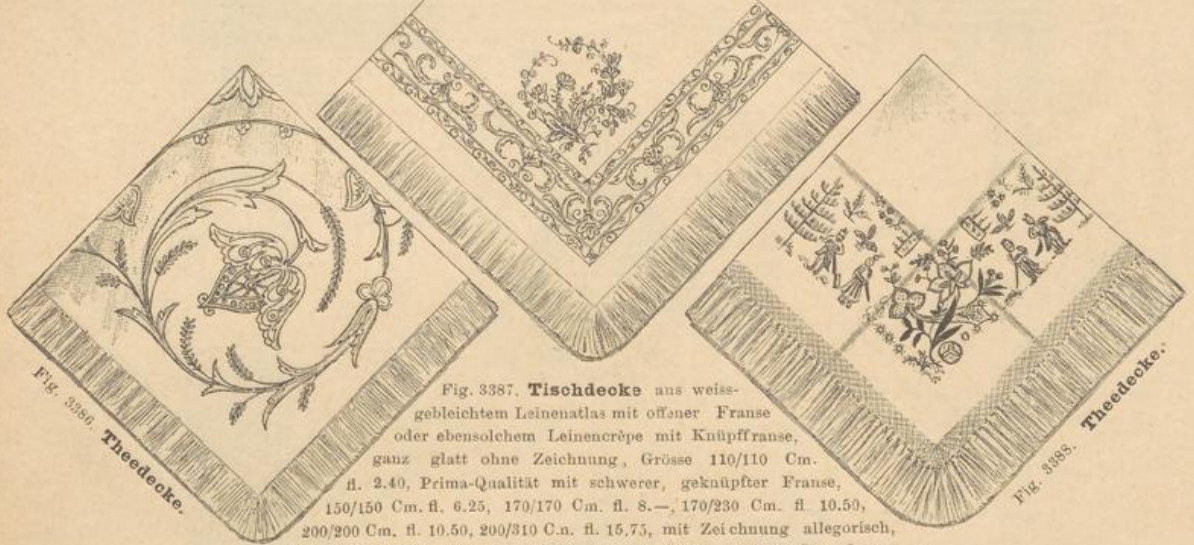 Fig. 3386. Theedecke.
Fig. 3387. Tischdecke aus weiss-
gebleichtem Leinenatlas mit offener Franse
oder ebensolchem Leinencrêpe mit Knüpffranse,
ganz glatt ohne Zeichnung, Grösse 110/110 Cm.
fl. 2.40, Prima-Qualität mit schwerer, geknüpfter Franse,
150/150 Cm. fl. 6.25, 170/170 Cm. fl. 8.—, 170/230 Cm. fl. 10.50,
200/200 Cm. fl. 10.50, 200/310 C.n. fl. 15,75, mit Zeichnung allegorisch,
Fig. 3388. Theedecke.